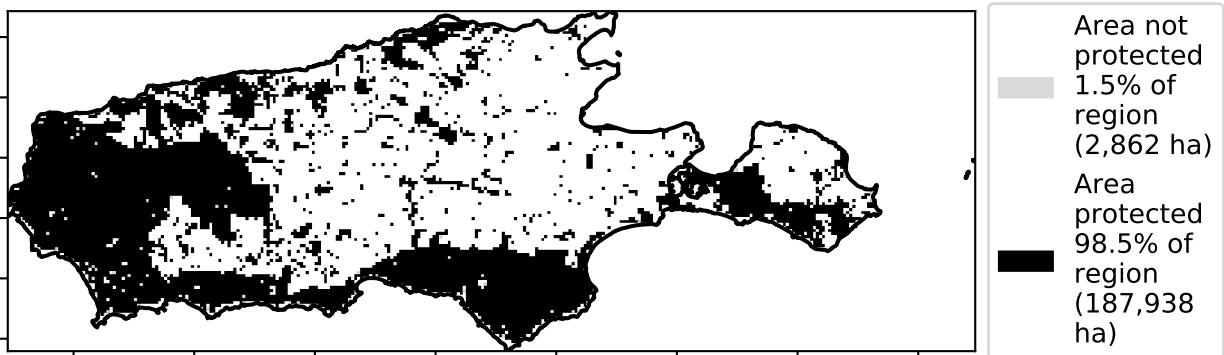 Area not
protected
1.5% of
region
(2,862 ha)
Area
protected
98.5% of
region
(187,938
ha)